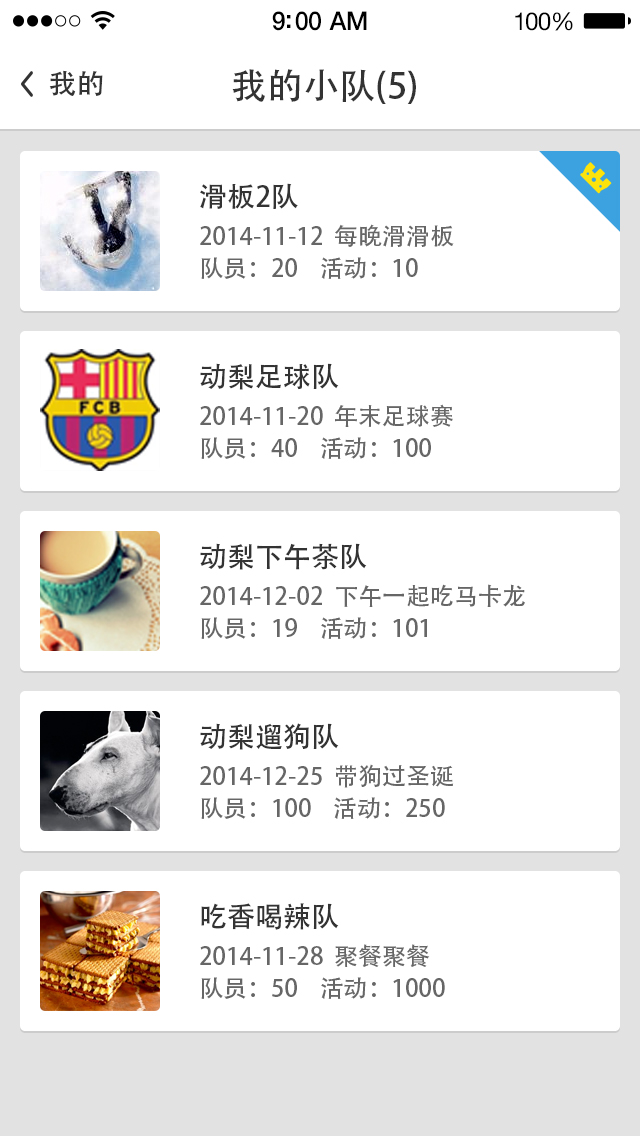 9:00 AM 100%
我的 我的小队(5)
滑板2队
2014-11-12 每晚滑滑板
队员：20 活动：10
FCB
动梨足球队
2014-11-20 年末足球赛
队员：40 活动：100
动梨下午茶队
2014-12-02 下午一起吃马卡龙
队员：19 活动：101
动梨遛狗队
2014-12-25 带狗过圣诞
队员：100 活动：250
吃香喝辣队
2014-11-28 聚餐聚餐
队员：50 活动：1000